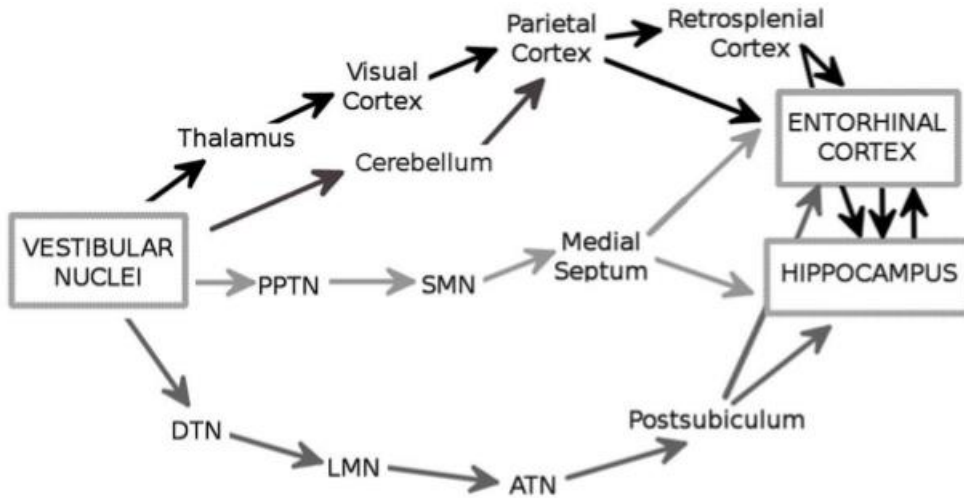 Parietal
Cortex
Retrosplenial
Cortex
Visual
Cortex
Thalamus
Cerebellum
ENTORHINAL
CORTEX
VESTIBULAR
NUCLEI
PPTN
SMN
Medial
Septum
HIPPOCAMPUS
DTN
LMN
ATN
Postsubiculum